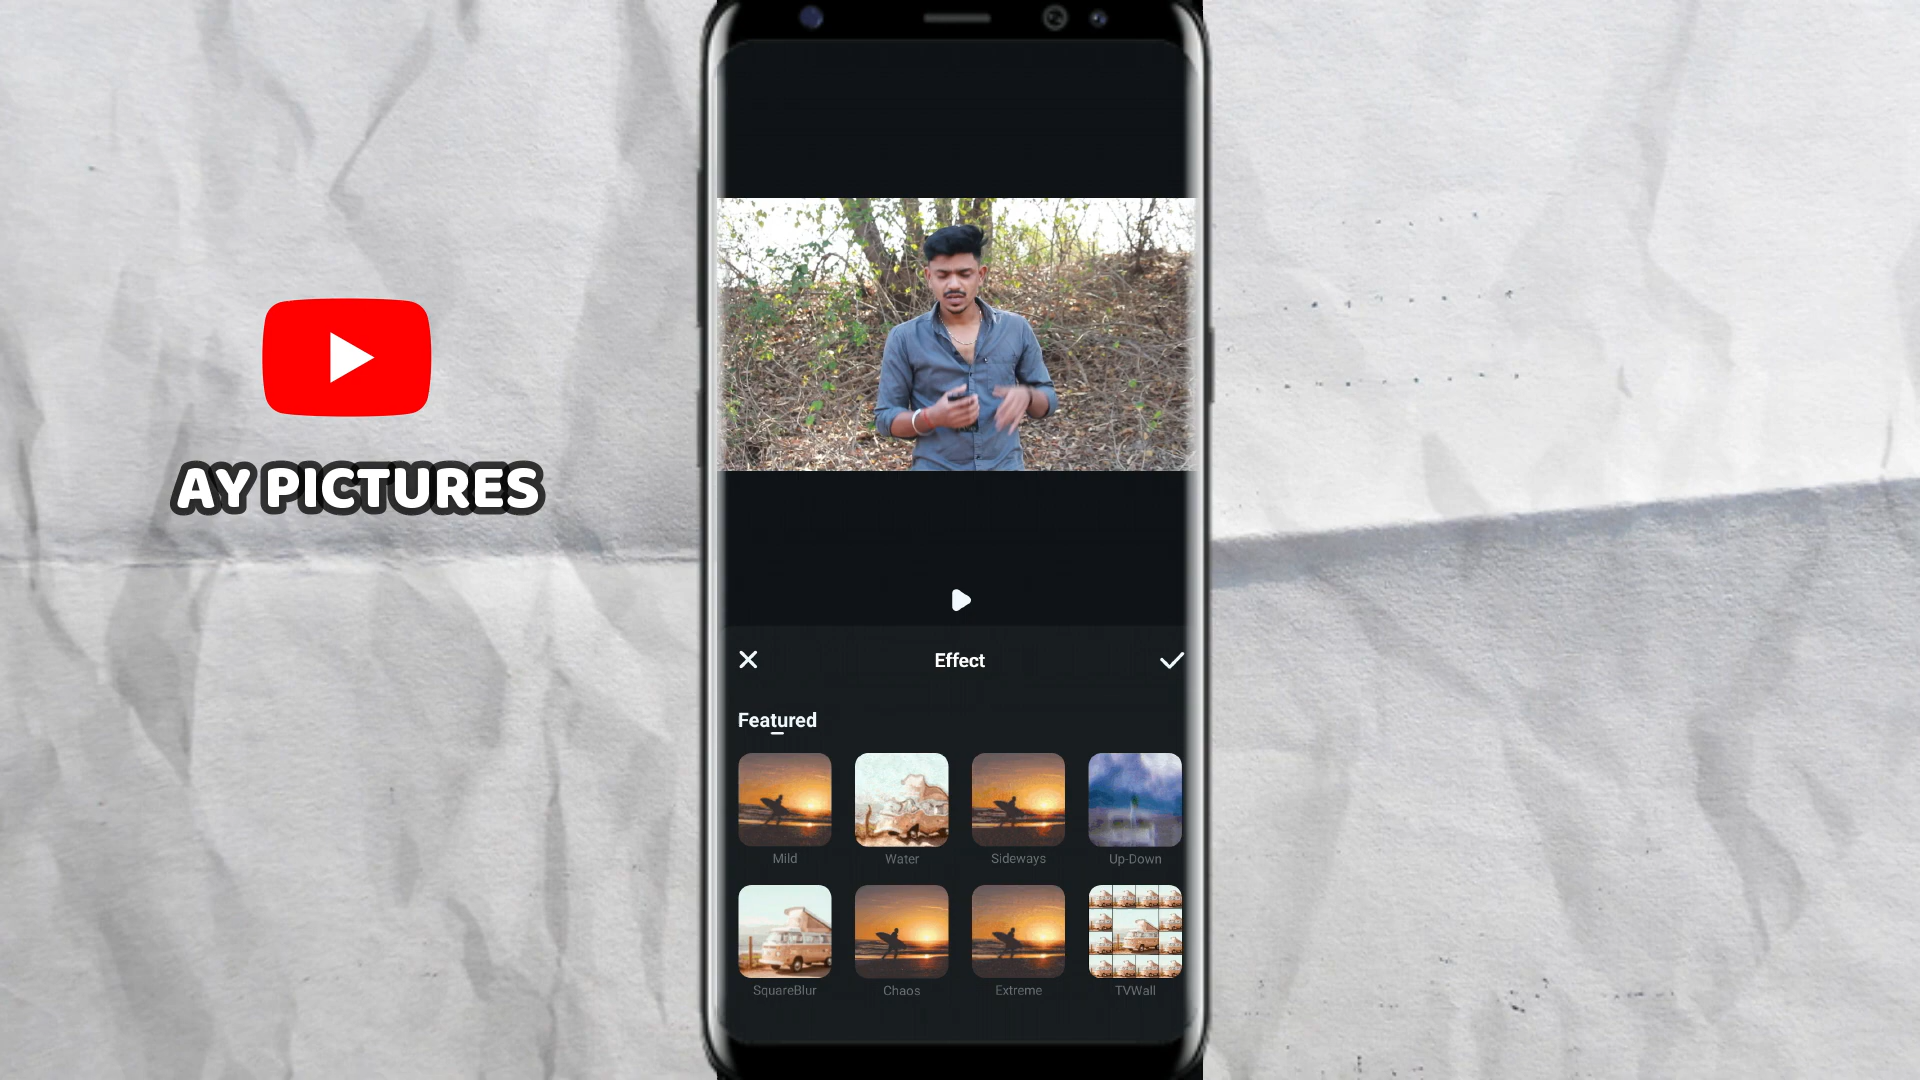 AY PICTURES
Effect
Featured
Mild
Water
Sideways
Up-Down
SquareBlur
Chaos
Extreme
TVWall